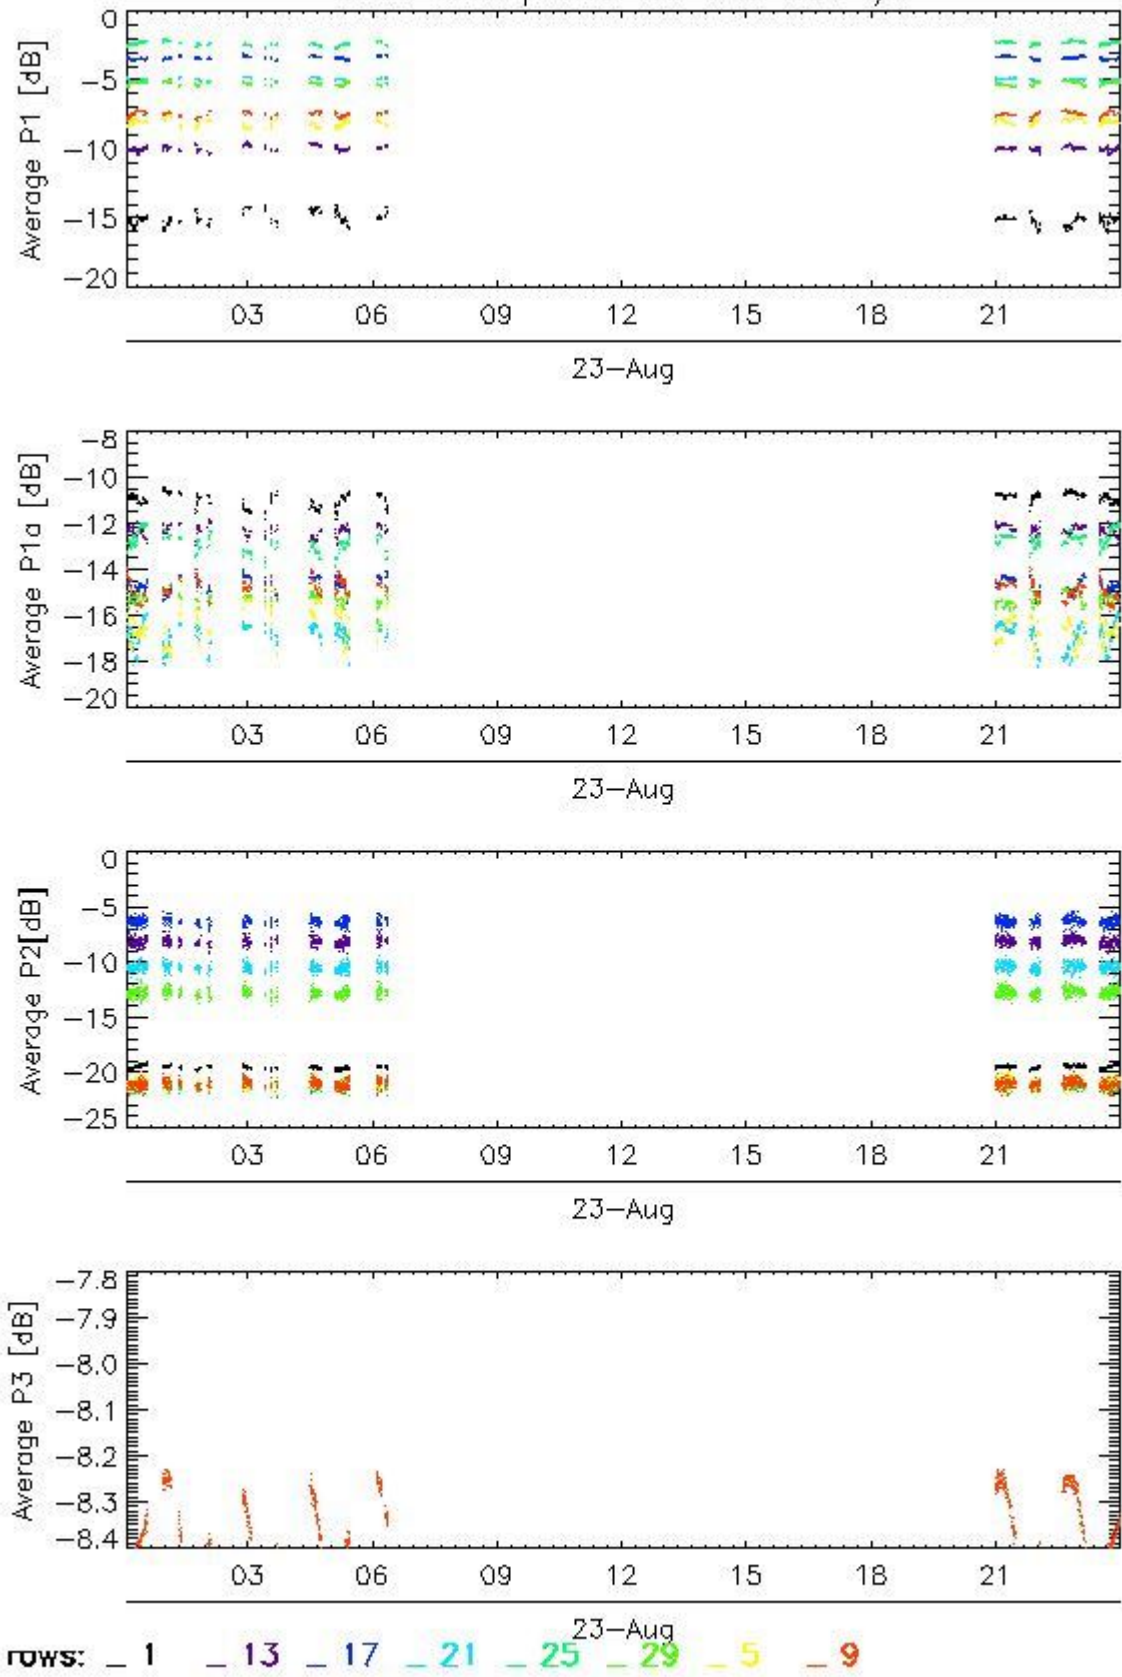 0
-5
-10
-15
-20
Average P1 [dB]
03 06 09 12 15 18 21
23-Aug
-8
-10
-12
-14
-16
-18
-20
Average P1a [dB]
03 06 09 12 15 18 21
23-Aug
0
-5
-10
-15
-20
-25
Average P2[dB]
03 06 09 12 15 18 21
23-Aug
-7.8
-7.9
-8.0
-8.1
-8.2
-8.3
-8.4
Average P3 [dB]
03 06 09 12 15 18 21
23-Aug
rows: _ 1 _ 13 _ 17 _ 21 _ 25 _ 29 _ 5 _ 9